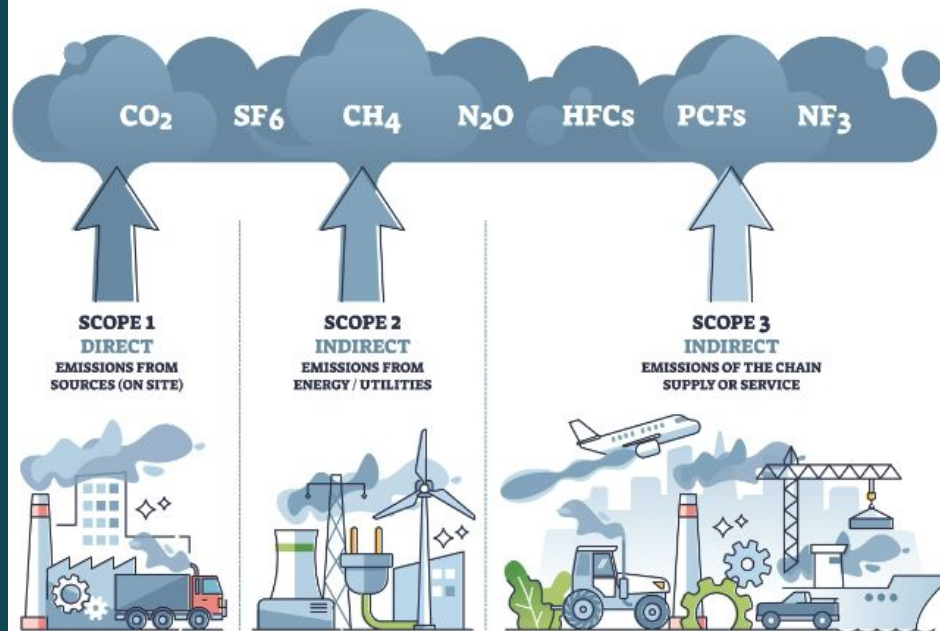 CO₂ SF₆ CH₄ N₂O HFCs PCFs NF₃
SCOPE 1
DIRECT
EMISSIONS FROM
SOURCES (ON SITE)
SCOPE 2
INDIRECT
EMISSIONS FROM
ENERGY / UTILITIES
SCOPE 3
INDIRECT
EMISSIONS OF THE CHAIN
SUPPLY OR SERVICE